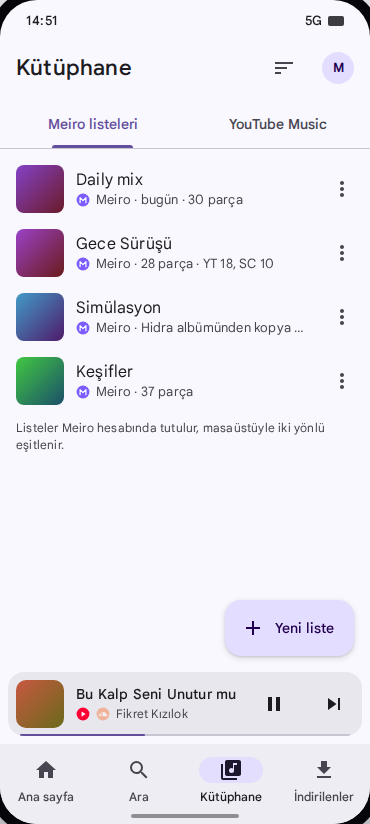 14:51
5G
Kütüphane
M
Meiro listeleri
YouTube Music
Daily mix
Meiro · bugün · 30 parça
Gece Sürüşü
Meiro · 28 parça · YT 18, SC 10
Simülasyon
Meiro · Hidra albümünden kopya ...
Keşifler
Meiro · 37 parça
Listeler Meiro hesabında tutulur, masaüstüyle iki yönlü
eşitlenir.
Yeni liste
Bu Kalp Seni Unutur mu
Fikret Kızılok
Ana sayfa
Ara
Kütüphane
İndirilenler